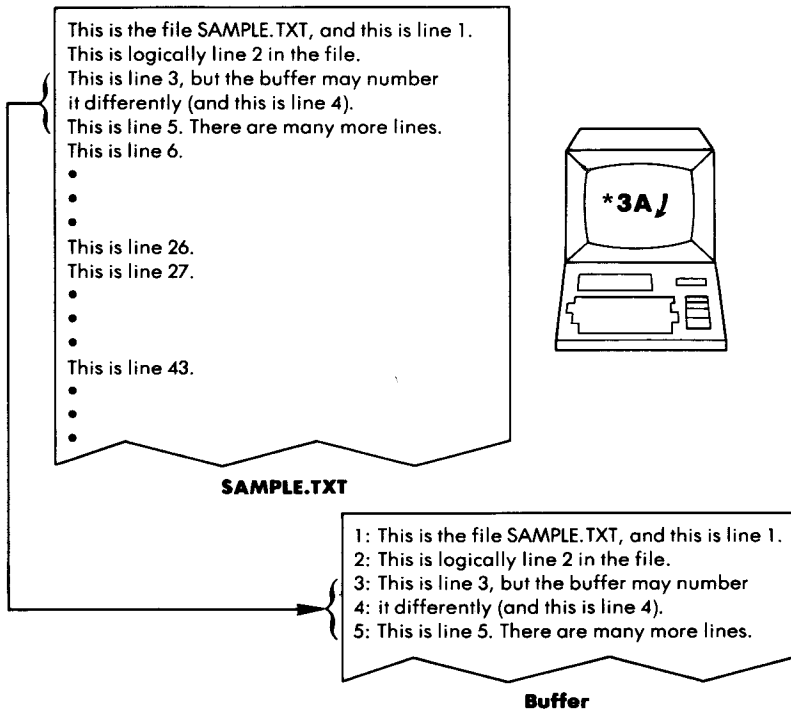 This is the file SAMPLE.TXT, and this is line 1.
This is logically line 2 in the file.
This is line 3, but the buffer may number
it differently (and this is line 4).
This is line 5. There are many more lines.
This is line 6.
•
•
•
This is line 26.
This is line 27.
•
•
•
This is line 43.
•
•
•
SAMPLE.TXT
*3A
1: This is the file SAMPLE.TXT, and this is line 1.
2: This is logically line 2 in the file.
3: This is line 3, but the buffer may number
4: it differently (and this is line 4).
5: This is line 5. There are many more lines.
Buffer